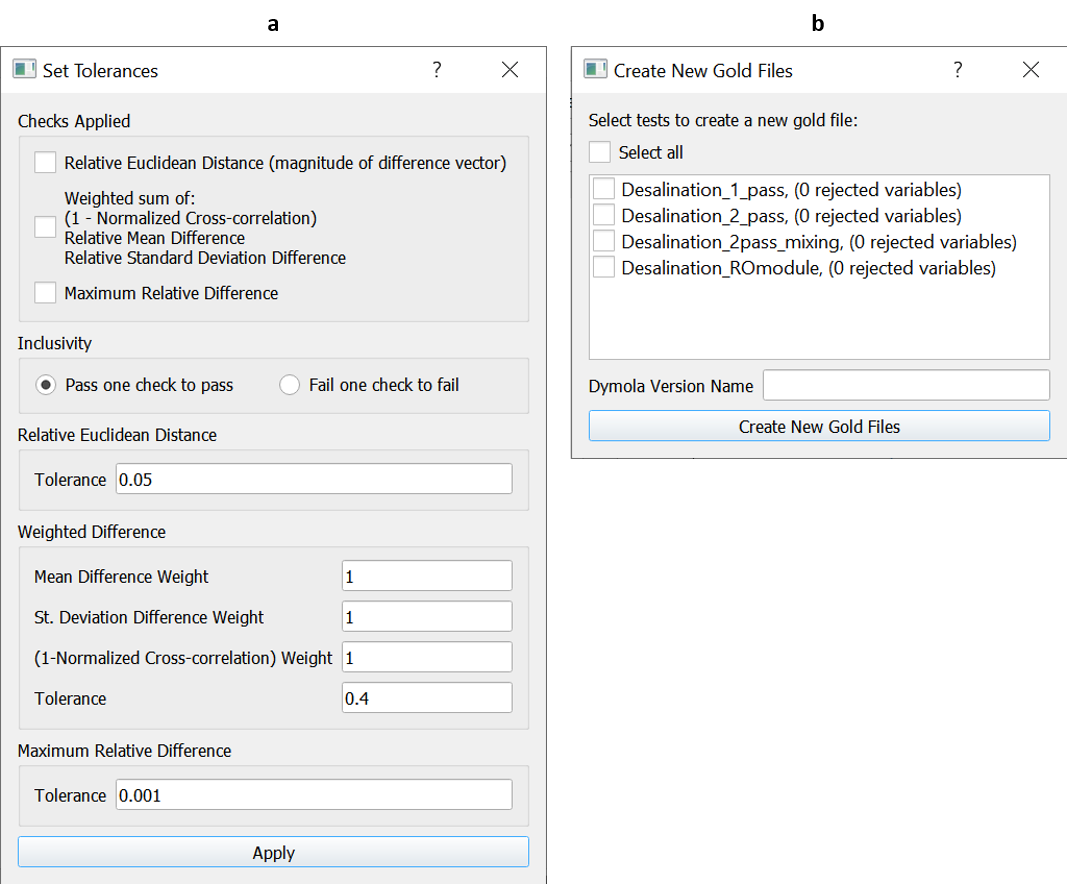 a
Set Tolerances
?
Checks Applied
Relative Euclidean Distance (magnitude of difference vector)
Weighted sum of:
(1 - Normalized Cross-correlation)
Relative Mean Difference
Relative Standard Deviation Difference
Maximum Relative Difference
Inclusivity
Pass one check to pass
Fail one check to fail
Relative Euclidean Distance
Tolerance 0.05
Weighted Difference
Mean Difference Weight 1
St. Deviation Difference Weight 1
(1-Normalized Cross-correlation) Weight 1
Tolerance 0.4
Maximum Relative Difference
Tolerance 0.001
Apply
b
Create New Gold Files
?
Select tests to create a new gold file:
Select all
Desalination_1_pass, (0 rejected variables)
Desalination_2_pass, (0 rejected variables)
Desalination_2pass_mixing, (0 rejected variables)
Desalination_ROmodule, (0 rejected variables)
Dymola Version Name
Create New Gold Files